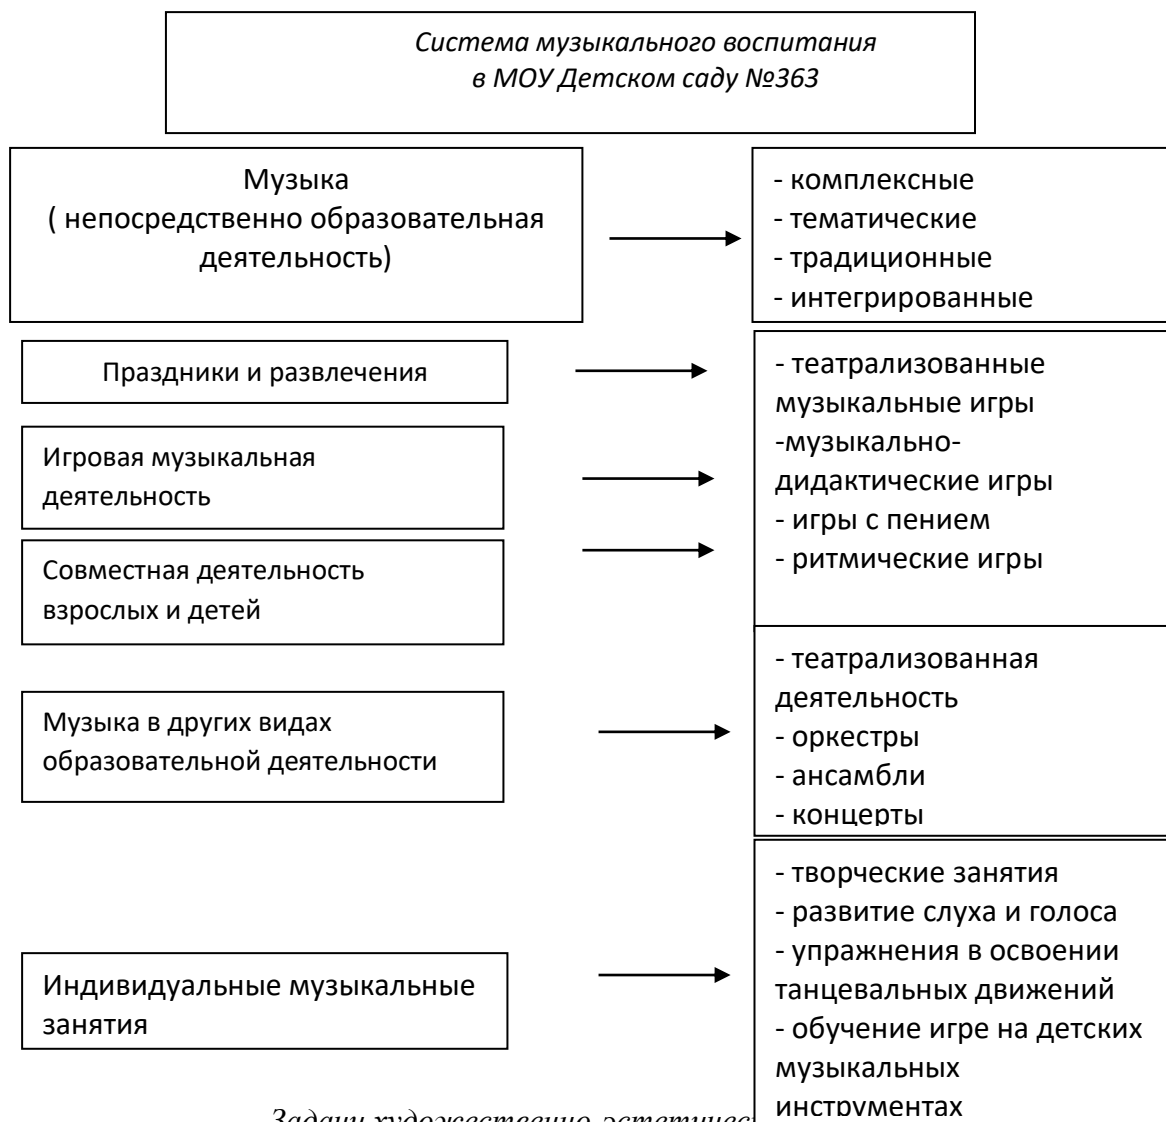 Система музыкального воспитания
в МОУ Детском саду №363
Музыка
( непосредственно образовательная
деятельность)
- комплексные
- тематические
- традиционные
- интегрированные
Праздники и развлечения
Игровая музыкальная
деятельность
Совместная деятельность
взрослых и детей
- театрализованные
музыкальные игры
-музыкально-
дидактические игры
- игры с пением
- ритмические игры
Музыка в других видах
образовательной деятельности
- театрализованная
деятельность
- оркестры
- ансамбли
- концерты
Индивидуальные музыкальные
занятия
- творческие занятия
- развитие слуха и голоса
- упражнения в освоении
танцевальных движений
- обучение игре на детских
музыкальных
инструментах
Задачи художественно-эстетичес